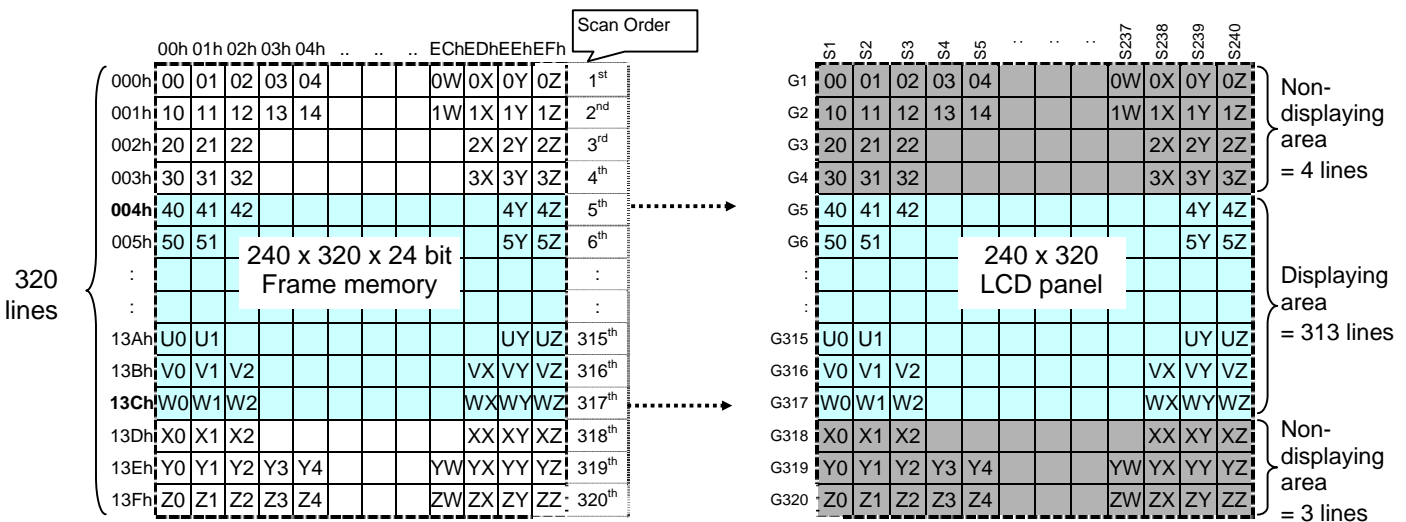 Scan Order
00h 01h 02h 03h 04h .. .. .. ECh EDh EEh EFh
000h 00 01 02 03 04 0W 0X 0Y 0Z 1st
001h 10 11 12 13 14 1W 1X 1Y 1Z 2nd
002h 20 21 22 2X 2Y 2Z 3rd
003h 30 31 32 3X 3Y 3Z 4th
004h 40 41 42 4Y 4Z 5th
005h 50 51 5Y 5Z 6th
: :
: :
13Ah U0 U1 UY UZ 315th
13Bh V0 V1 V2 VX VY VZ 316th
13Ch W0 W1 W2 WX WY WZ 317th
13Dh X0 X1 X2 XX XY XZ 318th
13Eh Y0 Y1 Y2 Y3 Y4 YW YX YY YZ 319th
13Fh Z0 Z1 Z2 Z3 Z4 ZW ZX ZY ZZ 320th
320
lines
240 x 320 x 24 bit
Frame memory
S1 S2 S3 S4 S5 : : : S237 S238 S239 S240
G1 00 01 02 03 04 0W 0X 0Y 0Z
G2 10 11 12 13 14 1W 1X 1Y 1Z
G3 20 21 22 2X 2Y 2Z
G4 30 31 32 3X 3Y 3Z
G5 40 41 42 4Y 4Z
G6 50 51 5Y 5Z
:
:
G315 U0 U1 UY UZ
G316 V0 V1 V2 VX VY VZ
G317 W0 W1 W2 WX WY WZ
G318 X0 X1 X2 XX XY XZ
G319 Y0 Y1 Y2 Y3 Y4 YW YX YY YZ
G320 Z0 Z1 Z2 Z3 Z4 ZW ZX ZY ZZ
240 x 320
LCD panel
Non-
displaying
area
= 4 lines
Displaying
area
= 313 lines
Non-
displaying
area
= 3 lines